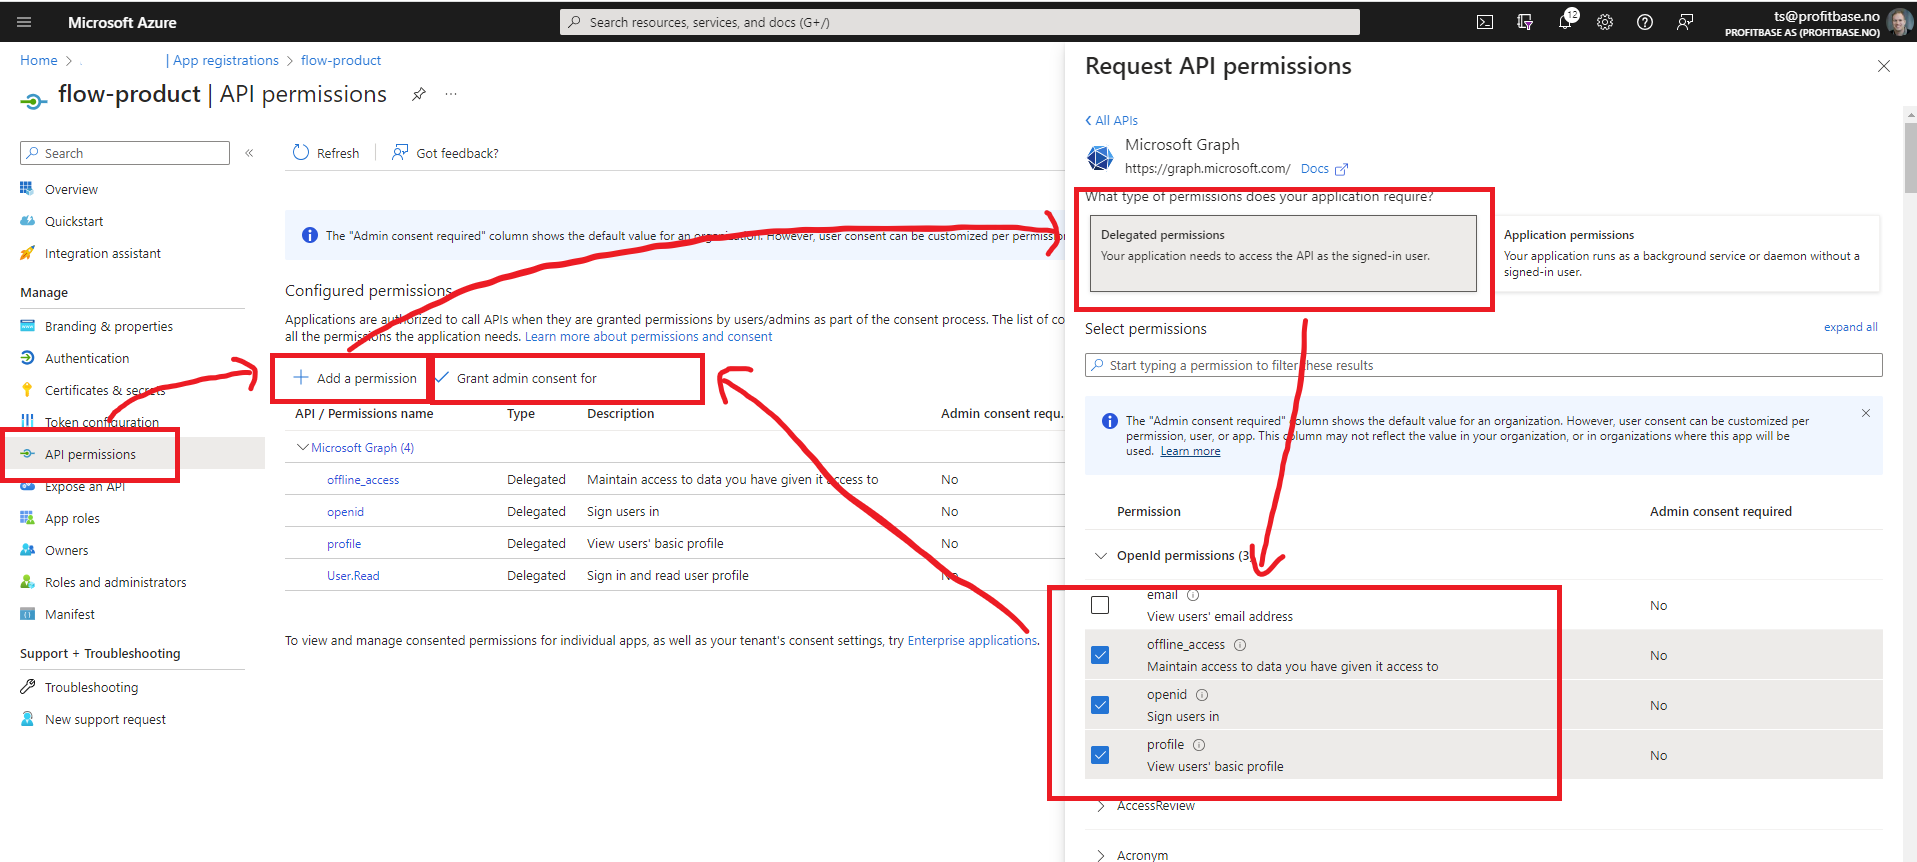 Microsoft Azure
Search resources, services, and docs (G+/)
12
ts@profitbase.no
PROFITBASE AS (PROFITBASE.NO)
Home
| App registrations
flow-product
flow-product | API permissions
...
Search
«
Refresh
Got feedback?
Overview
Quickstart
Integration assistant
Manage
Branding & properties
Authentication
Certificates & secrets
Token configuration
API permissions
Expose an API
App roles
Owners
Roles and administrators
Manifest
Support + Troubleshooting
Troubleshooting
New support request
The "Admin consent required" column shows the default value for an organization. However, user consent can be customized per permission
Configured permissions
Applications are authorized to call APIs when they are granted permissions by users/admins as part of the consent process. The list of co
all the permissions the application needs. Learn more about permissions and consent
Add a permission
Grant admin consent for
API / Permissions name
Type
Description
Admin consent requ.
Microsoft Graph (4)
offline_access
Delegated
Maintain access to data you have given it access to
No
openid
Delegated
Sign users in
No
profile
Delegated
View users' basic profile
No
User.Read
Delegated
Sign in and read user profile
No
To view and manage consented permissions for individual apps, as well as your tenant's consent settings, try Enterprise applications.
Request API permissions
All APIs
Microsoft Graph
https://graph.microsoft.com/ Docs
What type of permissions does your application require?
Delegated permissions
Your application needs to access the API as the signed-in user.
Application permissions
Your application runs as a background service or daemon without a
signed-in user.
Select permissions
expand all
Start typing a permission to filter these results
The "Admin consent required" column shows the default value for an organization. However, user consent can be customized per
permission, user, or app. This column may not reflect the value in your organization, or in organizations where this app will be
used. Learn more
Permission
Admin consent required
OpenId permissions (3)
email
View users' email address
No
offline_access
Maintain access to data you have given it access to
No
openid
Sign users in
No
profile
View users' basic profile
No
AccessReview
Acronym